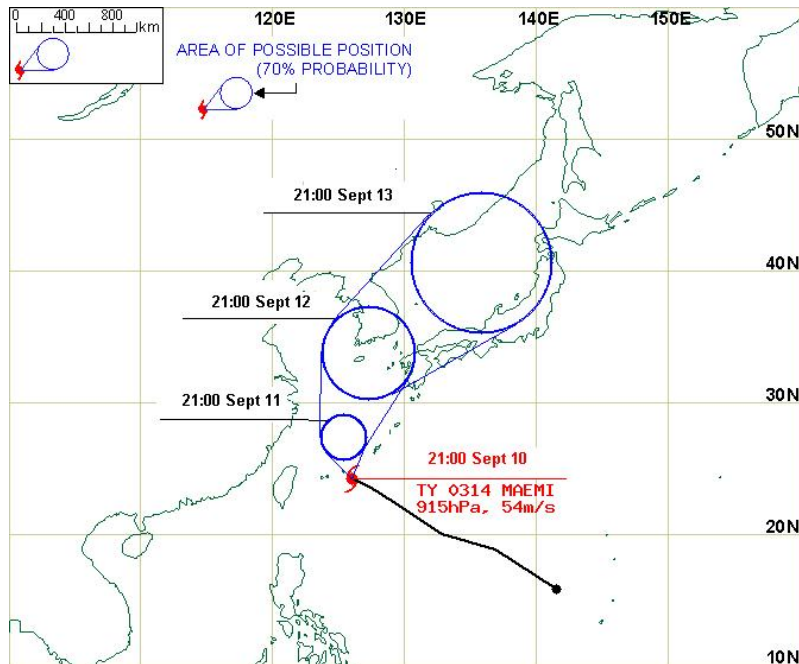 0 400 800
km
120E 130E 140E 150E
AREA OF POSSIBLE POSITION
(70% PROBABILITY)
50N
21:00 Sept 13
40N
21:00 Sept 12
21:00 Sept 11
30N
21:00 Sept 10
TY 0314 MAEMI
915hPa, 54m/s
20N
10N